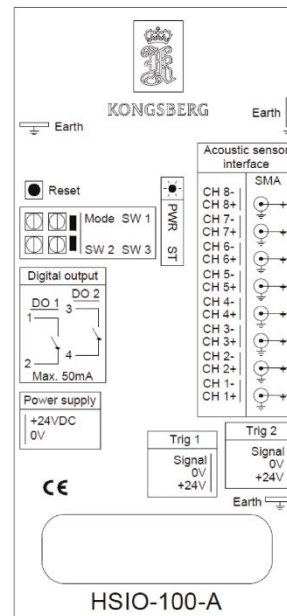 KONGSBERG
Earth
Earth
Acoustic sensor
interface
SMA
CH 8-
CH 8+
CH 7-
CH 7+
CH 6-
CH 6+
CH 5-
CH 5+
CH 4-
CH 4+
CH 3-
CH 3+
CH 2-
CH 2+
CH 1-
CH 1+
Reset
PWR ST
Mode SW 1
SW 2 SW 3
Digital output
DO 1 DO 2
1 3
2 4
Max. 50mA
Power supply
+24VDC
0V
Trig 1
Signal
0V
+24V
Trig 2
Signal
0V
+24V
Earth
CE
HSIO-100-A